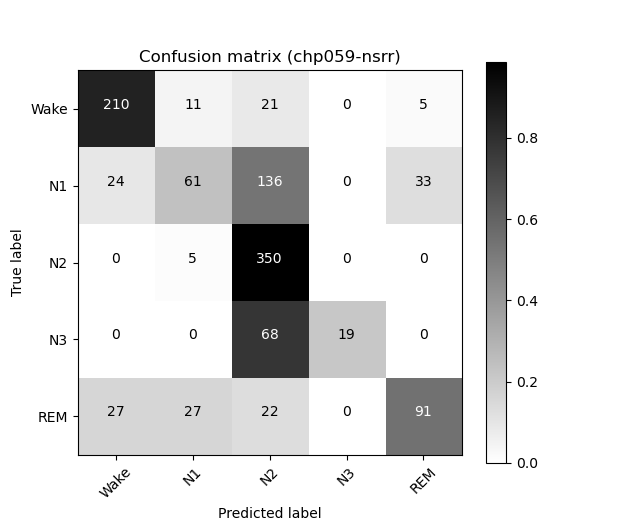 Confusion matrix (chp059-nsrr)
Wake 210 11 21 0 5
N1 24 61 136 0 33
N2 0 5 350 0 0
N3 0 0 68 19 0
REM 27 27 22 0 91
Wake N1 N2 N3 REM
True label
Predicted label
0.8
0.6
0.4
0.2
0.0